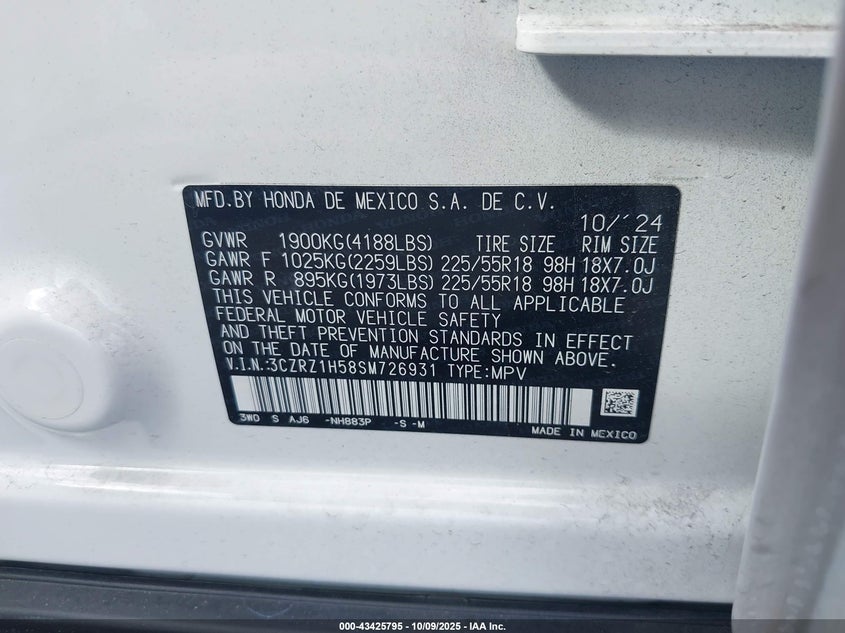 MFD.BY HONDA DE MEXICO S.A. DE C.V.
10/´24
GVWR 1900KG(4188LBS) TIRE SIZE RIM SIZE
GAWR F 1025KG(2259LBS) 225/55R18 98H 18X7.0J
GAWR R 895KG(1973LBS) 225/55R18 98H 18X7.0J
THIS VEHICLE CONFORMS TO ALL APPLICABLE
FEDERAL MOTOR VEHICLE SAFETY
AND THEFT PREVENTION STANDARDS IN EFFECT
ON THE DATE OF MANUFACTURE SHOWN ABOVE.
V.I.N.:3CZRZ1H58SM726931 TYPE:MPV
3W0 S AJ6 -NH883P -S -M
MADE IN MEXICO
000-43425795 - 10/09/2025 - IAA Inc.